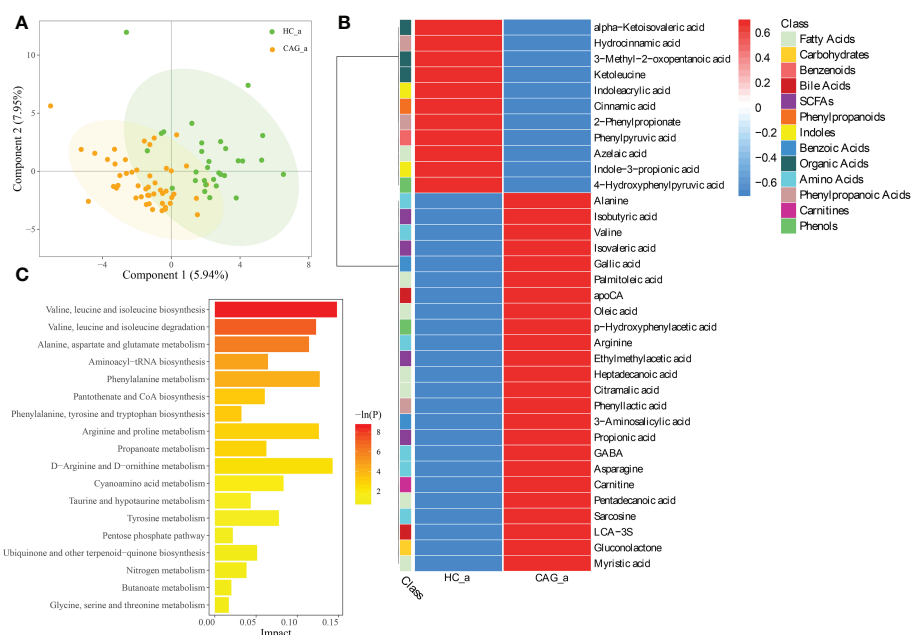 A
HC_a
CAG_a
10
5
0
−5
−4
0
4
8
Component 2 (7.95%)
Component 1 (5.94%)
B
alpha-Ketoisovaleric acid
Hydrocinnamic acid
3-Methyl-2-oxopentanoic acid
Ketoleucine
Indoleacrylic acid
Cinnamic acid
2-Phenylpropionate
Phenylpyruvic acid
Azelaic acid
Indole-3-propionic acid
4-Hydroxyphenylpyruvic acid
Alanine
Isobutyric acid
Valine
Isovaleric acid
Gallic acid
Palmitoleic acid
apoCA
Oleic acid
p-Hydroxyphenylacetic acid
Arginine
Ethylmethylacetic acid
Heptadecanoic acid
Citramalic acid
Phenyllactic acid
3-Aminosalicylic acid
Propionic acid
GABA
Asparagine
Carnitine
Pentadecanoic acid
Sarcosine
LCA-3S
Gluconolactone
Myristic acid
Class
HC_a
CAG_a
0.6
0.4
0.2
0
−0.2
−0.4
−0.6
Class
Fatty Acids
Carbohydrates
Benzenoids
Bile Acids
SCFAs
Phenylpropanoids
Indoles
Benzoic Acids
Organic Acids
Amino Acids
Phenylpropanoic Acids
Carnitines
Phenols
C
Valine, leucine and isoleucine biosynthesis
Valine, leucine and isoleucine degradation
Alanine, aspartate and glutamate metabolism
Aminoacyl−tRNA biosynthesis
Phenylalanine metabolism
Pantothenate and CoA biosynthesis
Phenylalanine, tyrosine and tryptophan biosynthesis
Arginine and proline metabolism
Propanoate metabolism
D−Arginine and D−ornithine metabolism
Cyanoamino acid metabolism
Taurine and hypotaurine metabolism
Tyrosine metabolism
Pentose phosphate pathway
Ubiquinone and other terpenoid−quinone biosynthesis
Nitrogen metabolism
Butanoate metabolism
Glycine, serine and threonine metabolism
0.00
0.05
0.10
0.15
Impact
−ln(P)
8
6
4
2